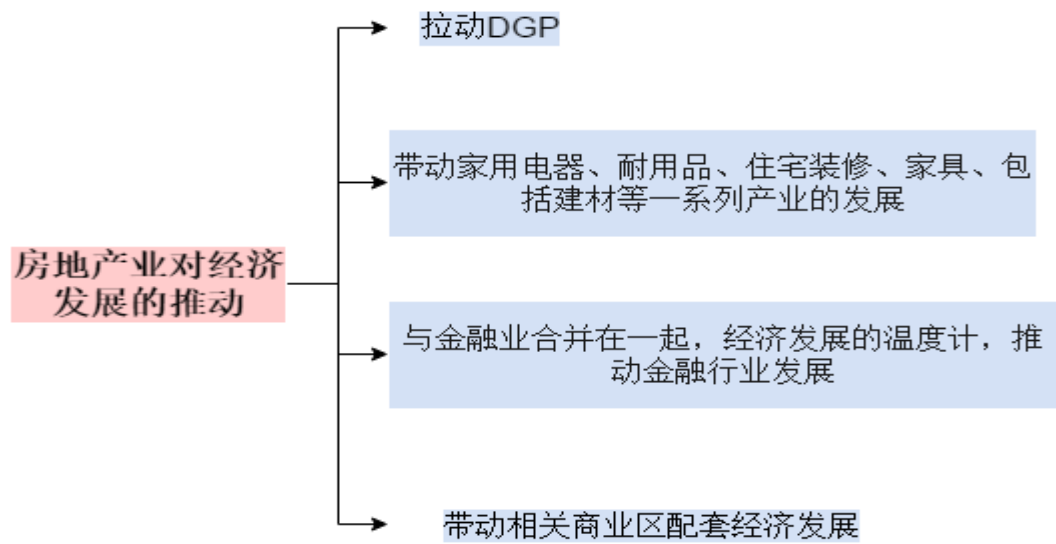 拉动DGP
带动家用电器、耐用品、住宅装修、家具、包
括建材等一系列产业的发展
房地产业对经济
发展的推动
与金融业合并在一起，经济发展的温度计，推
动金融行业发展
带动相关商业区配套经济发展